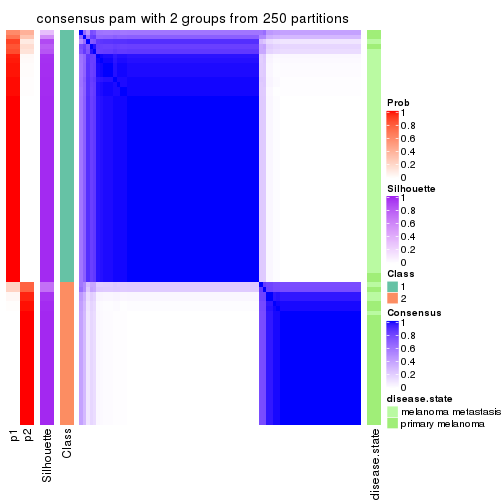 consensus pam with 2 groups from 250 partitions
Prob
1
0.8
0.6
0.4
0.2
0
Silhouette
1
0.8
0.6
0.4
0.2
0
Class
1
2
Consensus
1
0.8
0.6
0.4
0.2
0
disease.state
melanoma metastasis
primary melanoma
p1
p2
Silhouette
Class
disease.state